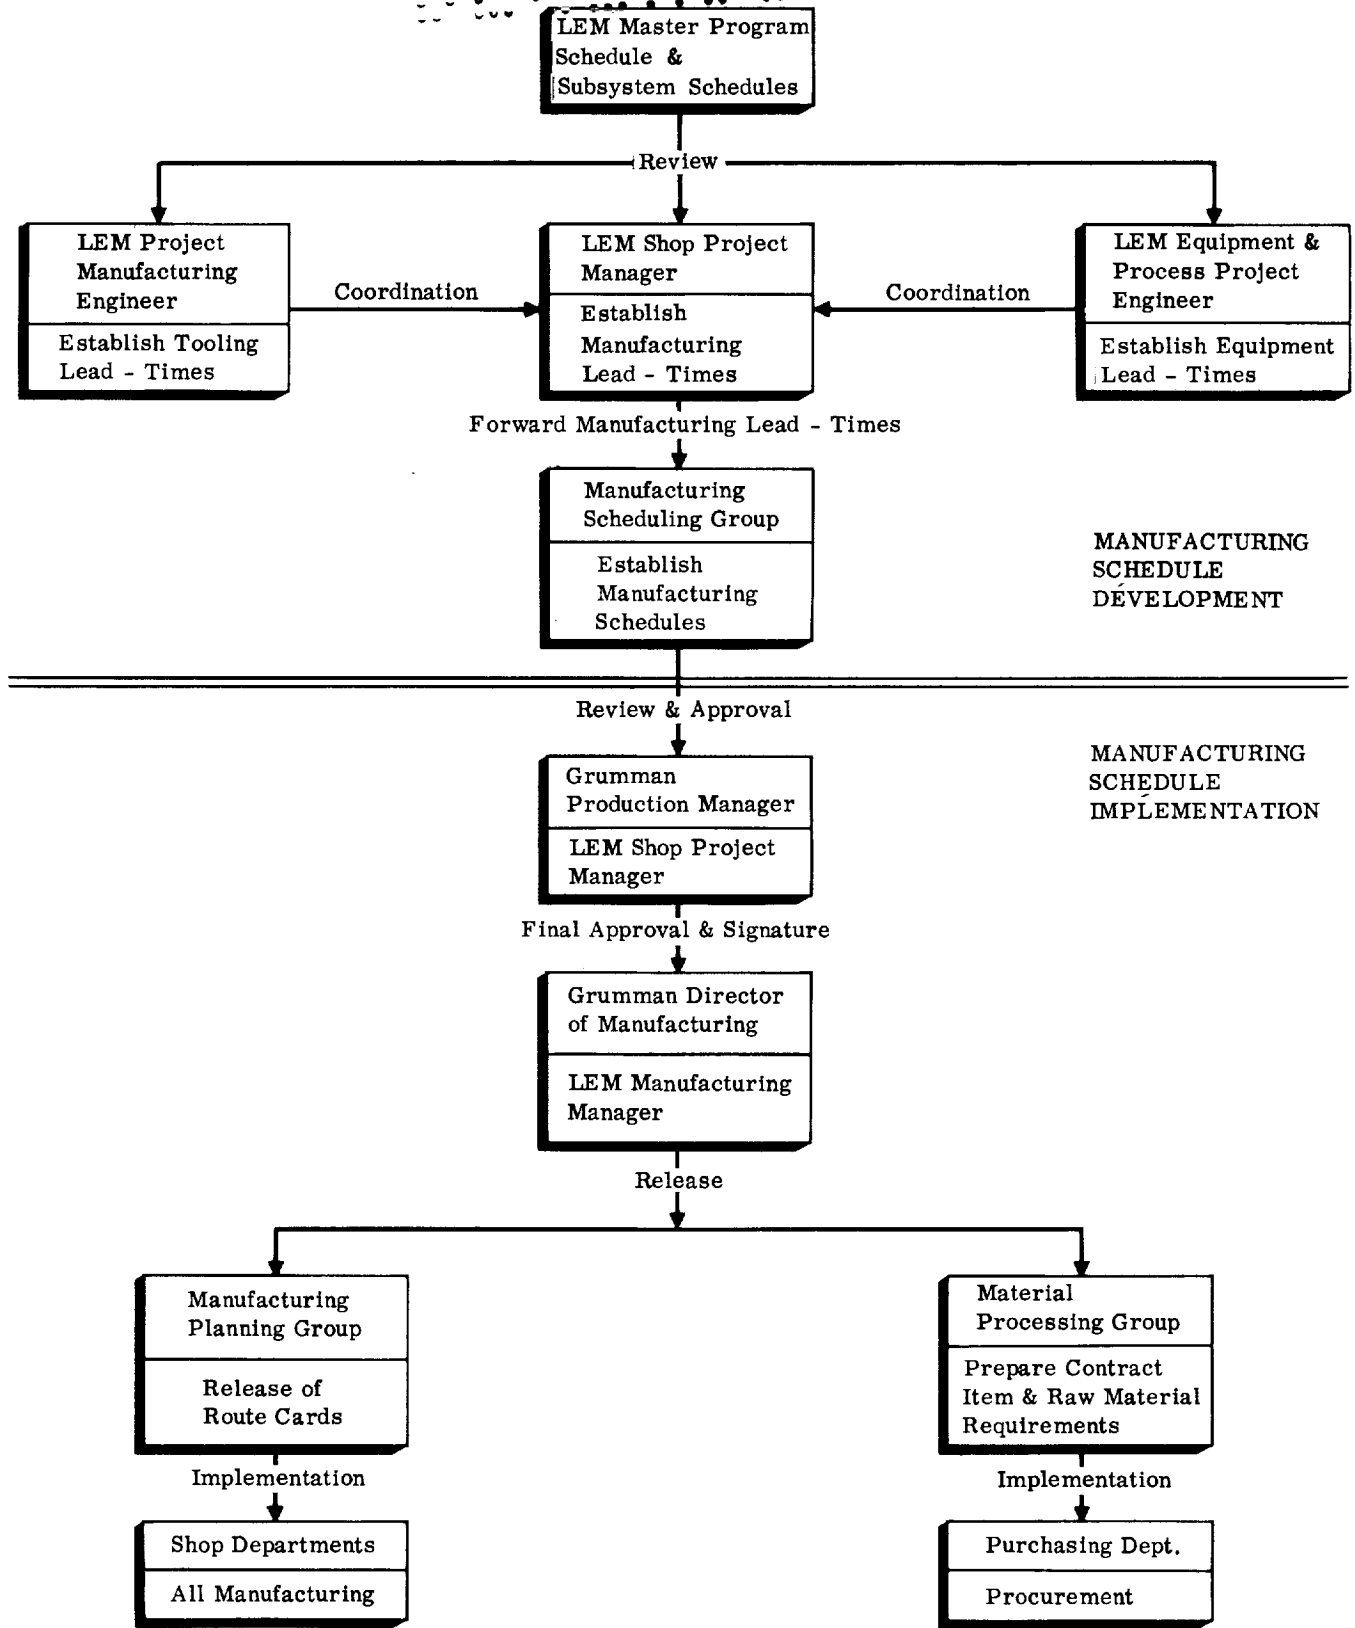 LEM Master Program
Schedule &
Subsystem Schedules
Review
LEM Project
Manufacturing
Engineer
Establish Tooling
Lead - Times
Coordination
LEM Shop Project
Manager
Establish
Manufacturing
Lead - Times
Coordination
LEM Equipment &
Process Project
Engineer
Establish Equipment
Lead - Times
Forward Manufacturing Lead - Times
Manufacturing
Scheduling Group
Establish
Manufacturing
Schedules
MANUFACTURING
SCHEDULE
DEVELOPMENT
Review & Approval
MANUFACTURING
SCHEDULE
IMPLEMENTATION
Grumman
Production Manager
LEM Shop Project
Manager
Final Approval & Signature
Grumman Director
of Manufacturing
LEM Manufacturing
Manager
Release
Manufacturing
Planning Group
Release of
Route Cards
Implementation
Shop Departments
All Manufacturing
Material
Processing Group
Prepare Contract
Item & Raw Material
Requirements
Implementation
Purchasing Dept.
Procurement